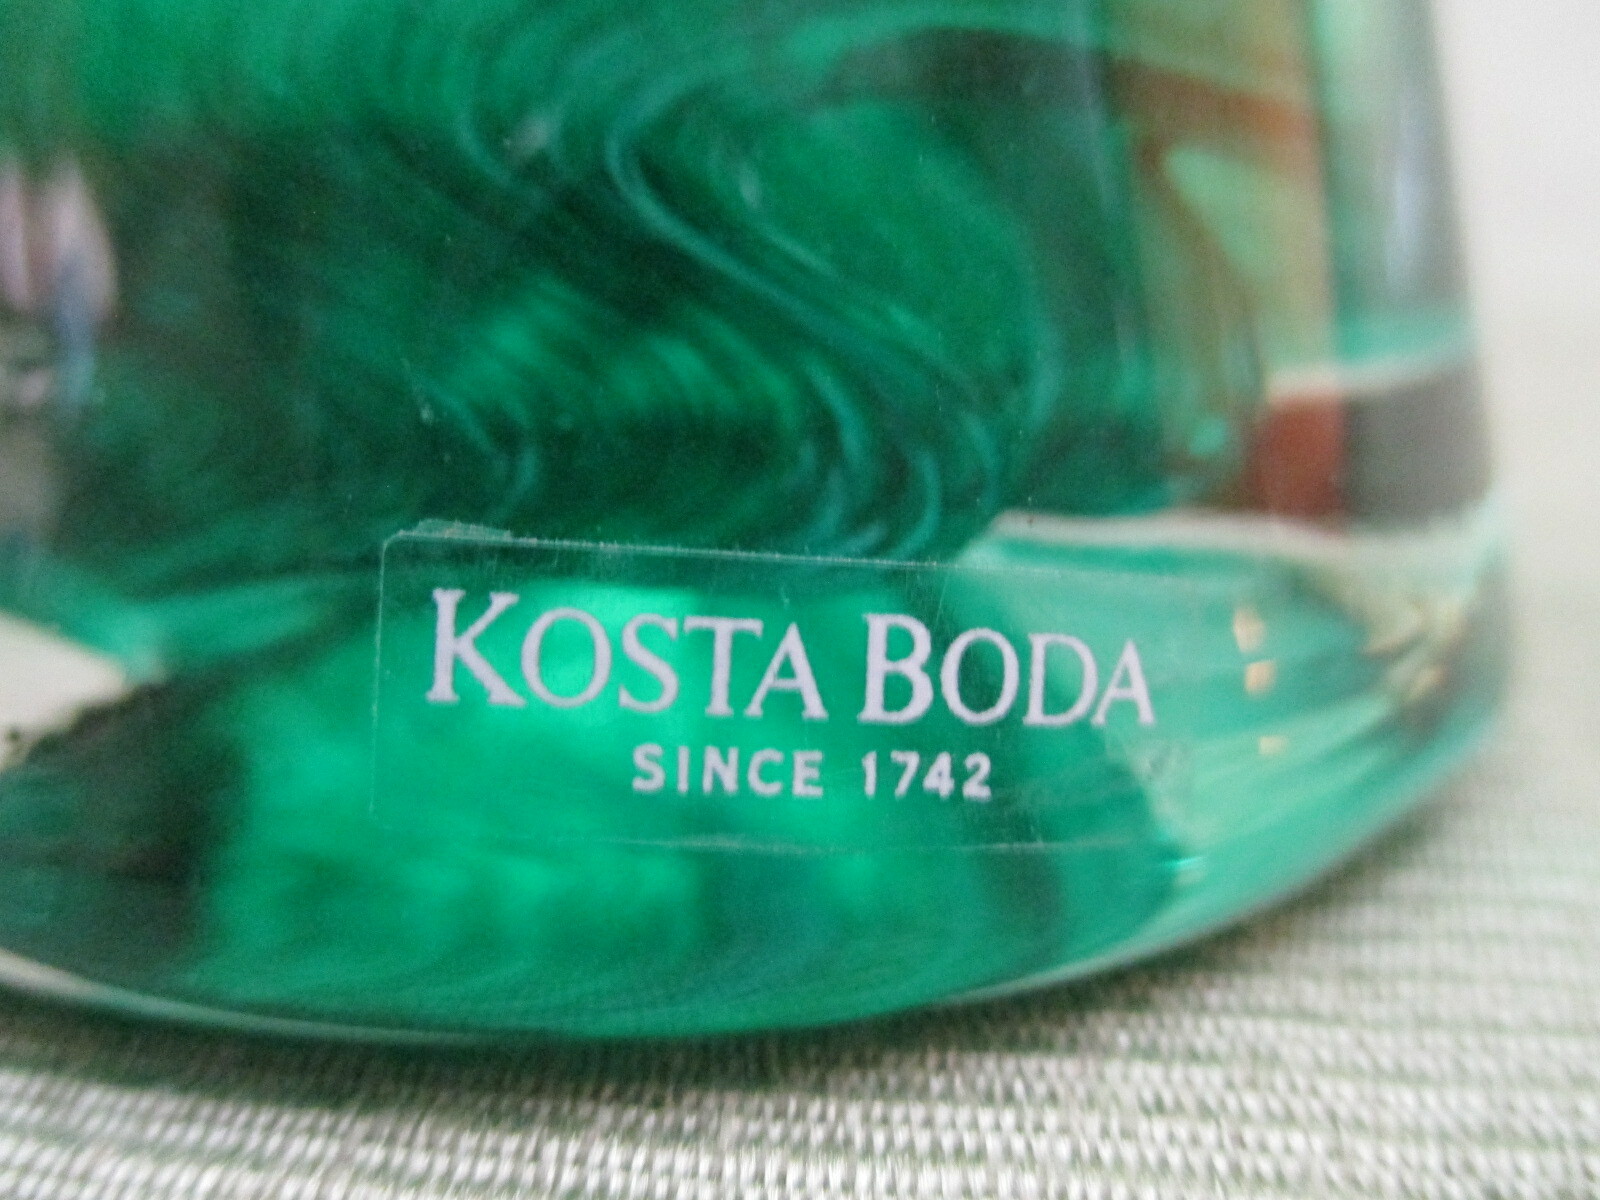 KOSTA BODA
SINCE 1742